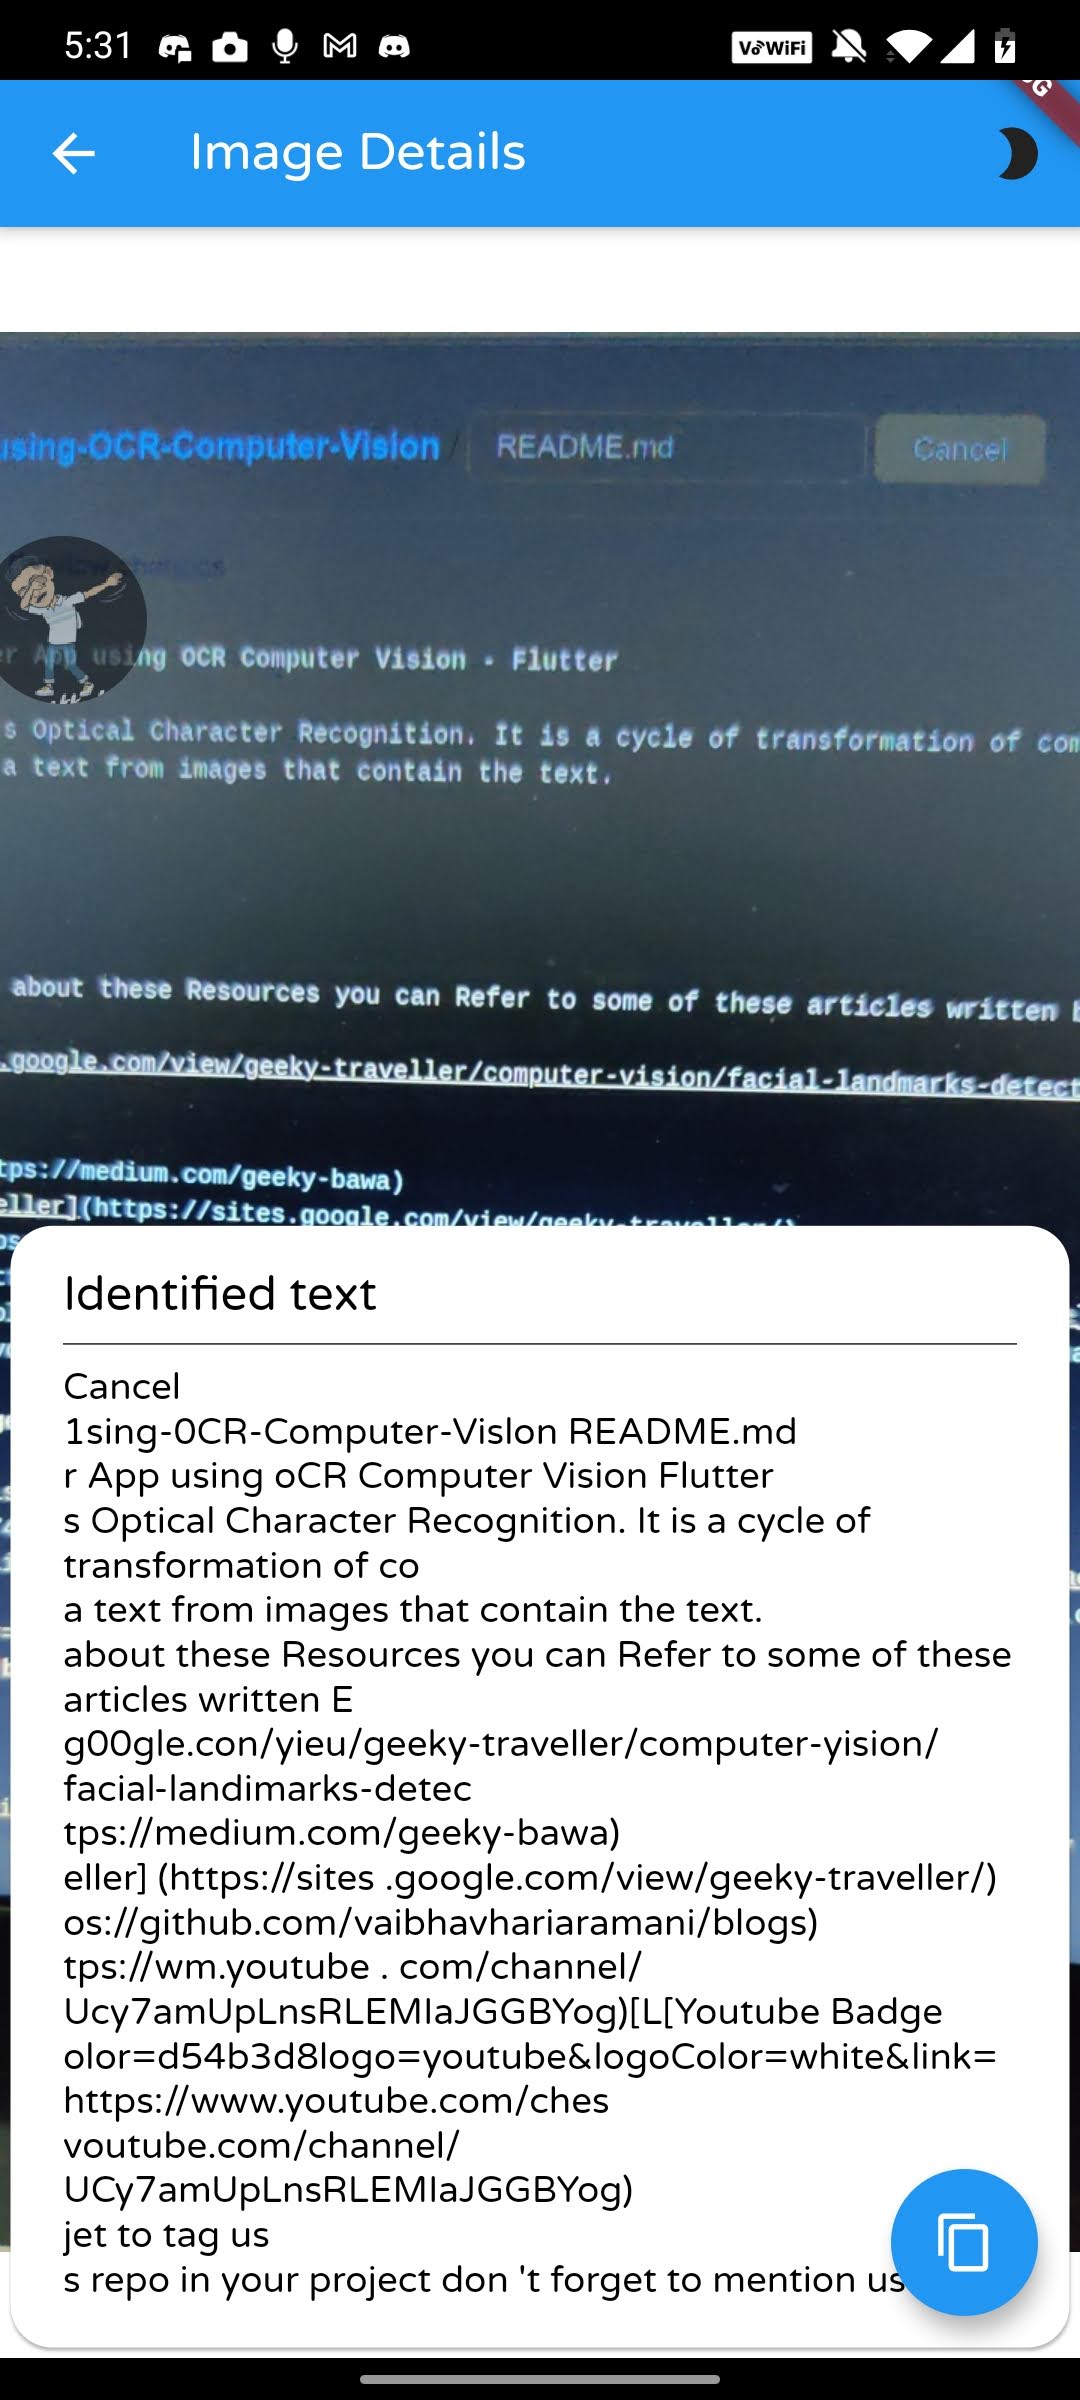 5:31
VoWiFi
G
Image Details
using-OCR-Computer-Vision / README.md Cancel
changes
er App using OCR Computer Vision - Flutter
s Optical Character Recognition. It is a cycle of transformation of con
a text from images that contain the text.
about these Resources you can Refer to some of these articles written b
.google.com/view/geeky-traveller/computer-vision/facial-landmarks-detect
tps://medium.com/geeky-bawa)
eller](https://sites.google.com/view/geeky-traveller/)
Identified text
Cancel
1sing-0CR-Computer-Vislon README.md
r App using oCR Computer Vision Flutter
s Optical Character Recognition. It is a cycle of
transformation of co
a text from images that contain the text.
about these Resources you can Refer to some of these
articles written E
g00gle.con/yieu/geeky-traveller/computer-yision/
facial-landimarks-detec
tps://medium.com/geeky-bawa)
eller] (https://sites .google.com/view/geeky-traveller/)
os://github.com/vaibhavhariaramani/blogs)
tps://wm.youtube . com/channel/
Ucy7amUpLnsRLEMIaJGGBYog)[L[Youtube Badge
olor=d54b3d8logo=youtube&logoColor=white&link=
https://www.youtube.com/ches
voutube.com/channel/
UCy7amUpLnsRLEMIaJGGBYog)
jet to tag us
s repo in your project don 't forget to mention us